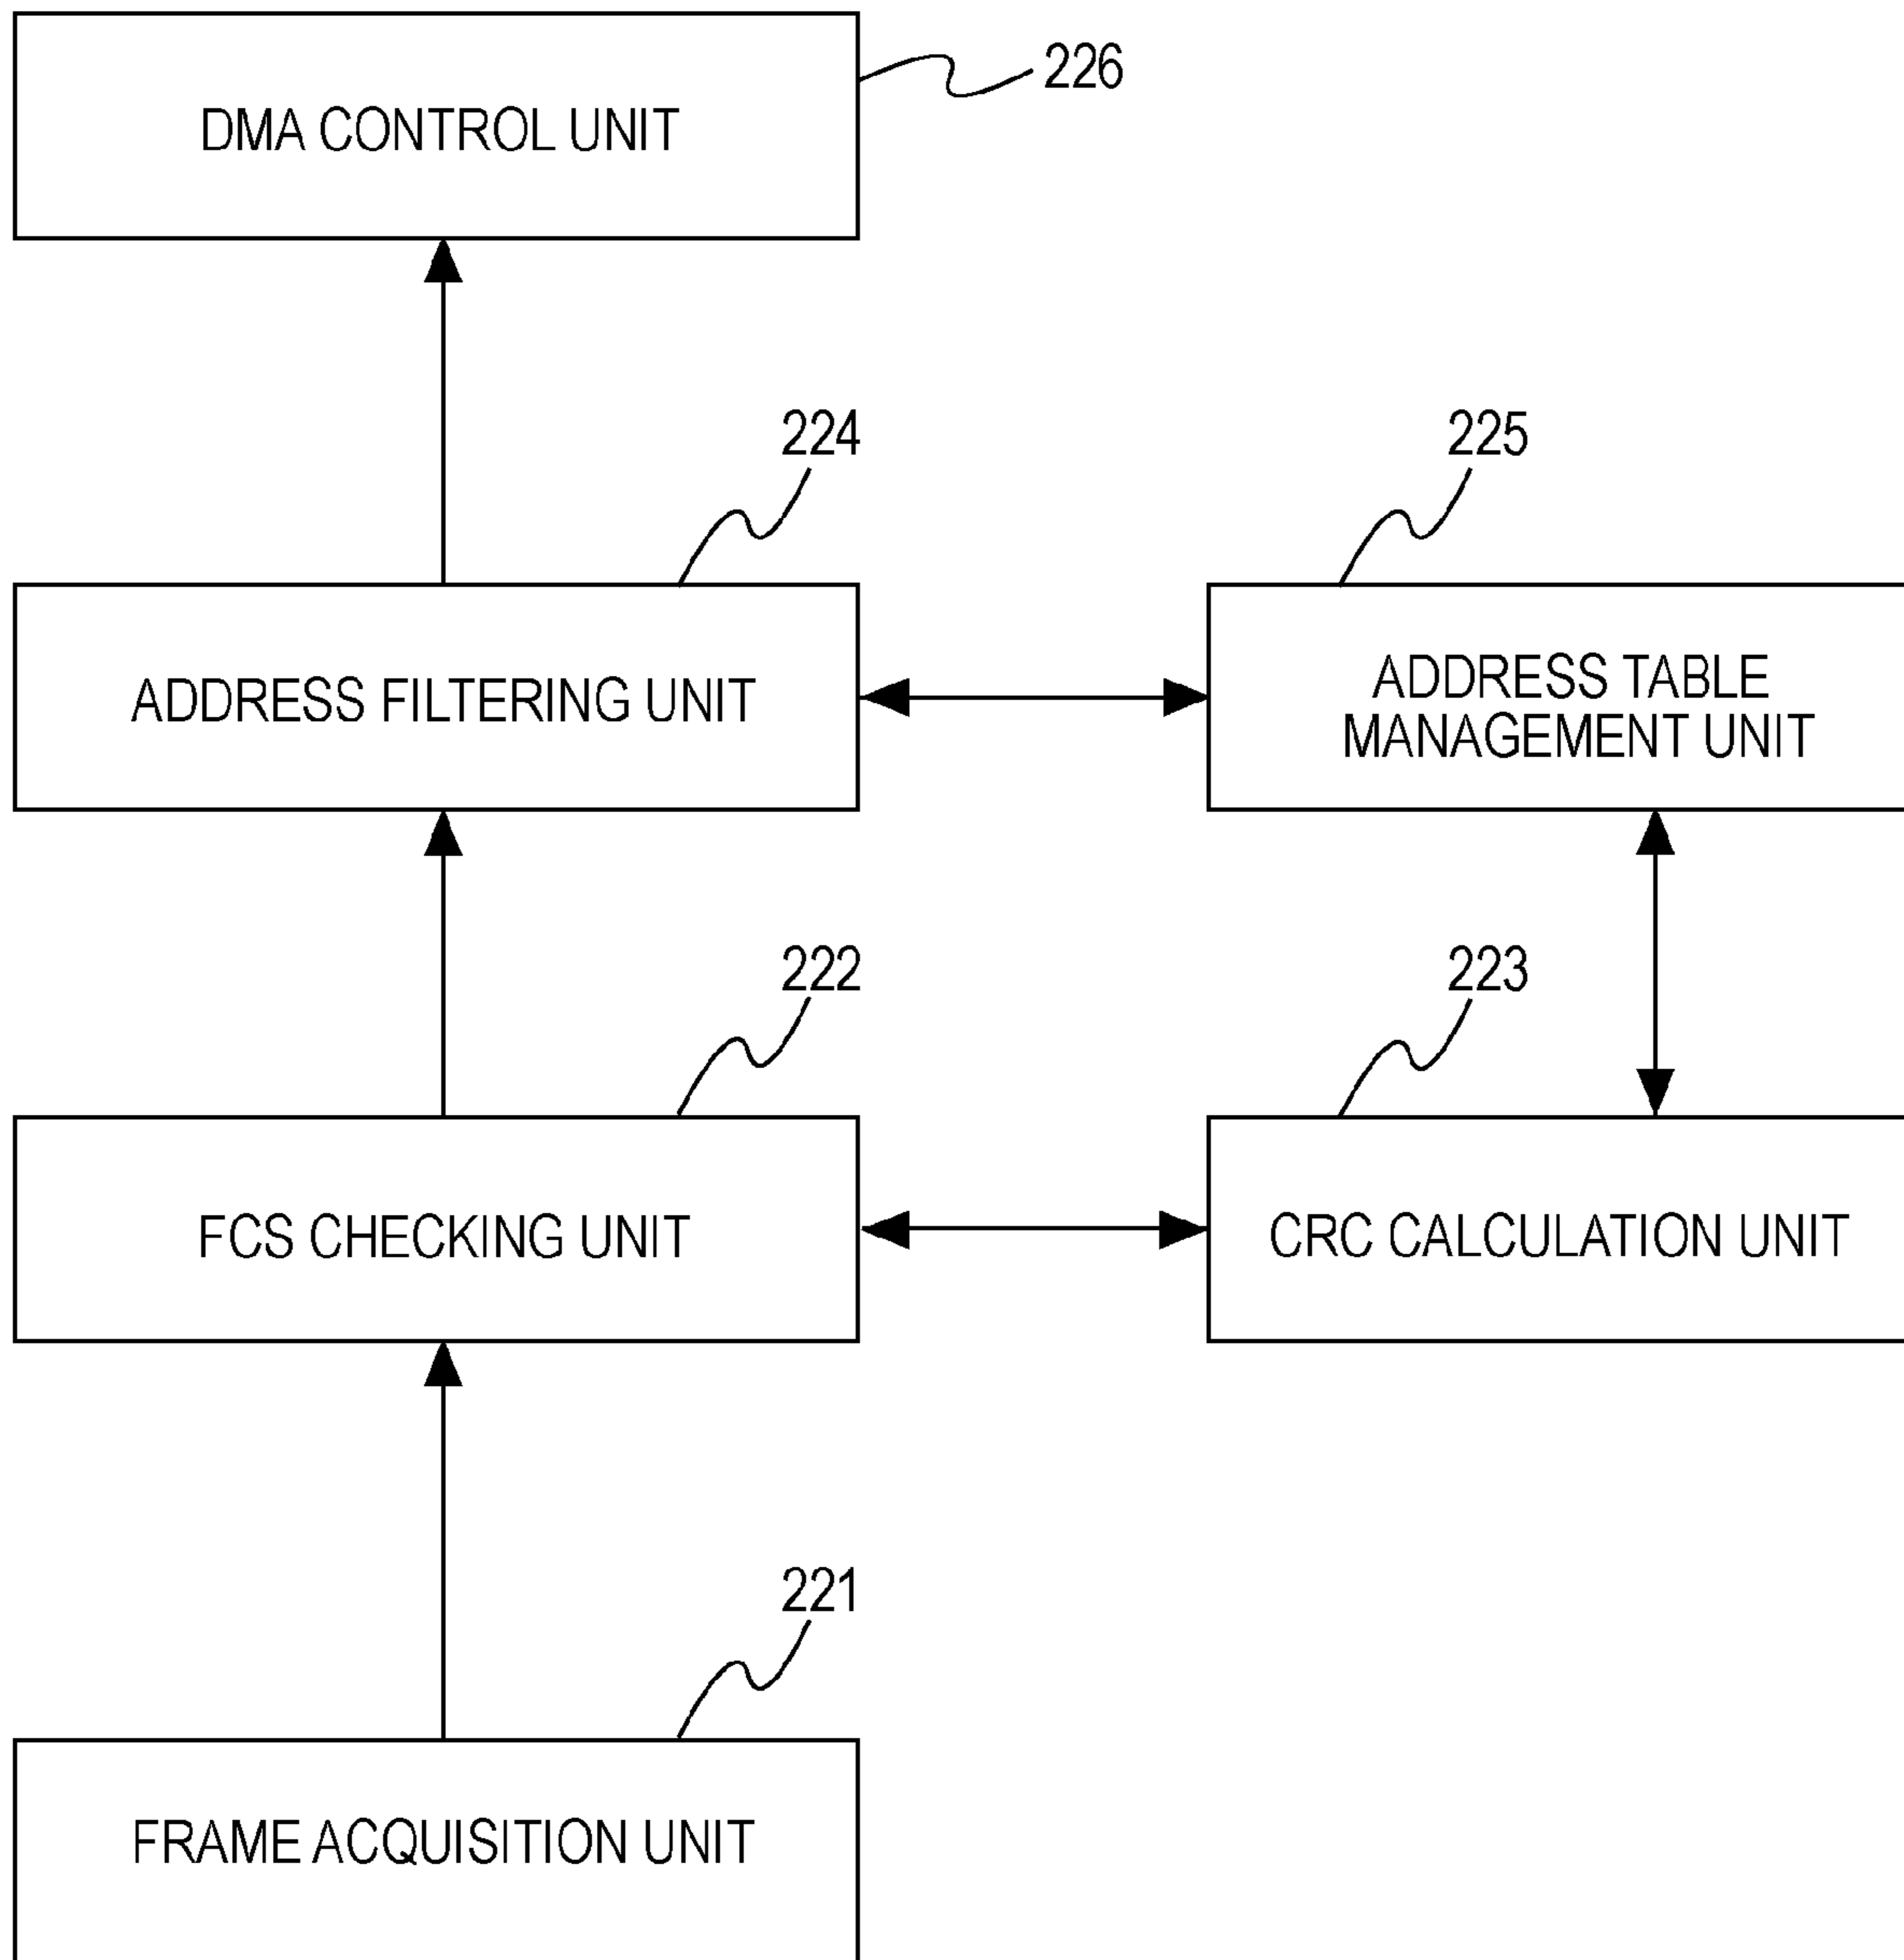 226
DMA CONTROL UNIT
224
225
ADDRESS FILTERING UNIT
ADDRESS TABLE
MANAGEMENT UNIT
222
223
FCS CHECKING UNIT
CRC CALCULATION UNIT
221
FRAME ACQUISITION UNIT